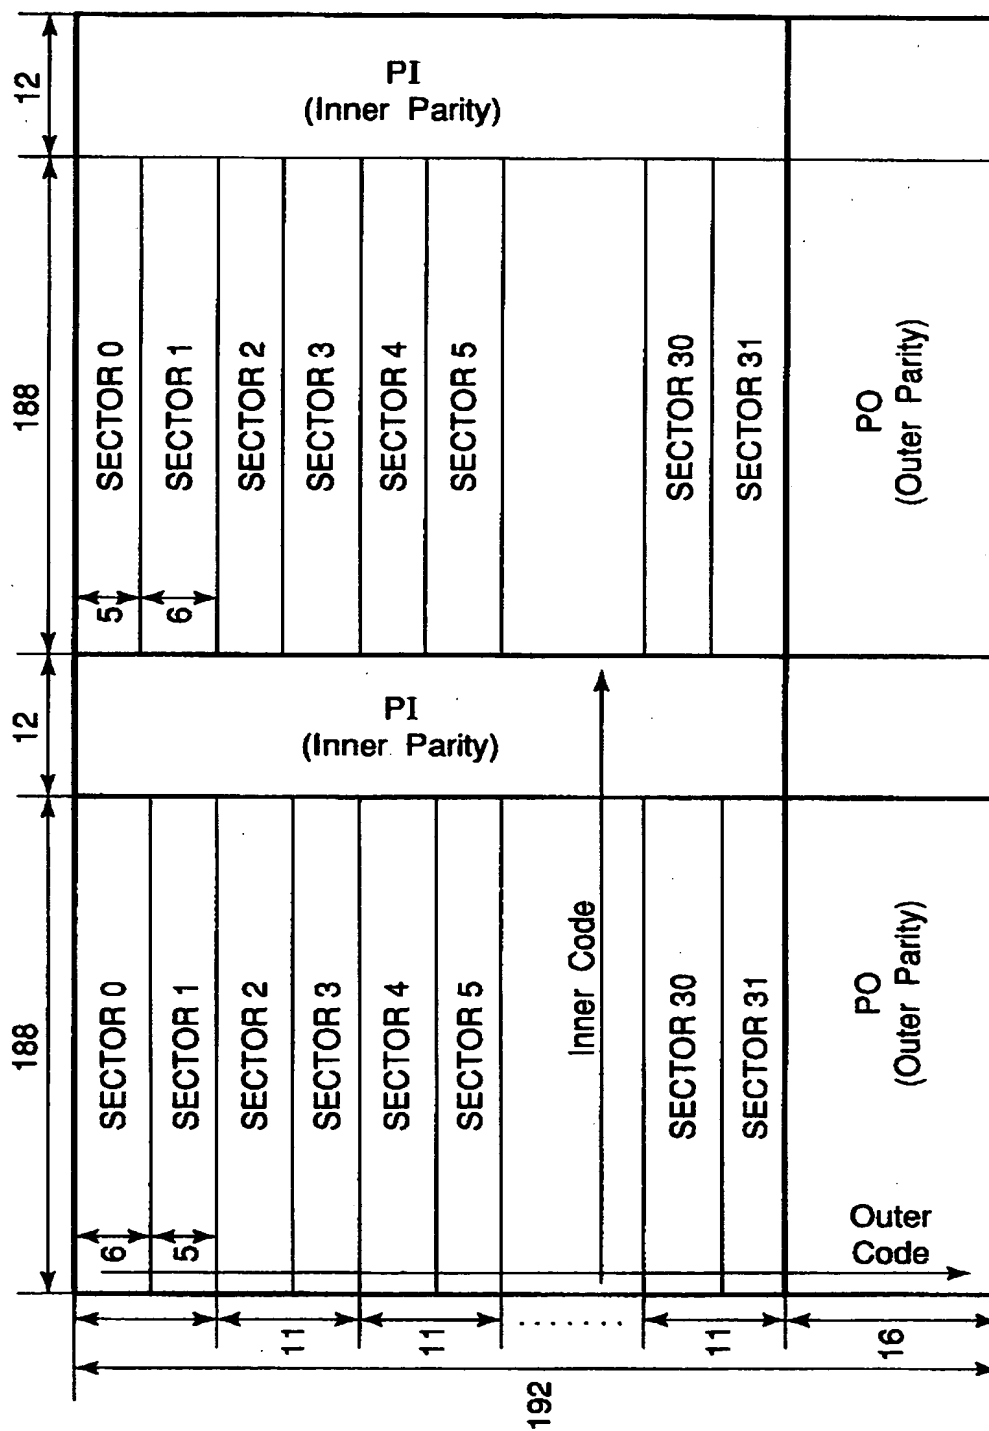 188
12
188
12
6
5
SECTOR 0
SECTOR 1
SECTOR 2
SECTOR 3
SECTOR 4
SECTOR 5
SECTOR 30
SECTOR 31
Inner Code
Outer
Code
PO
(Outer Parity)
PI
(Inner Parity)
5
6
SECTOR 0
SECTOR 1
SECTOR 2
SECTOR 3
SECTOR 4
SECTOR 5
SECTOR 30
SECTOR 31
PO
(Outer Parity)
PI
(Inner Parity)
11
11
.......
11
16
192